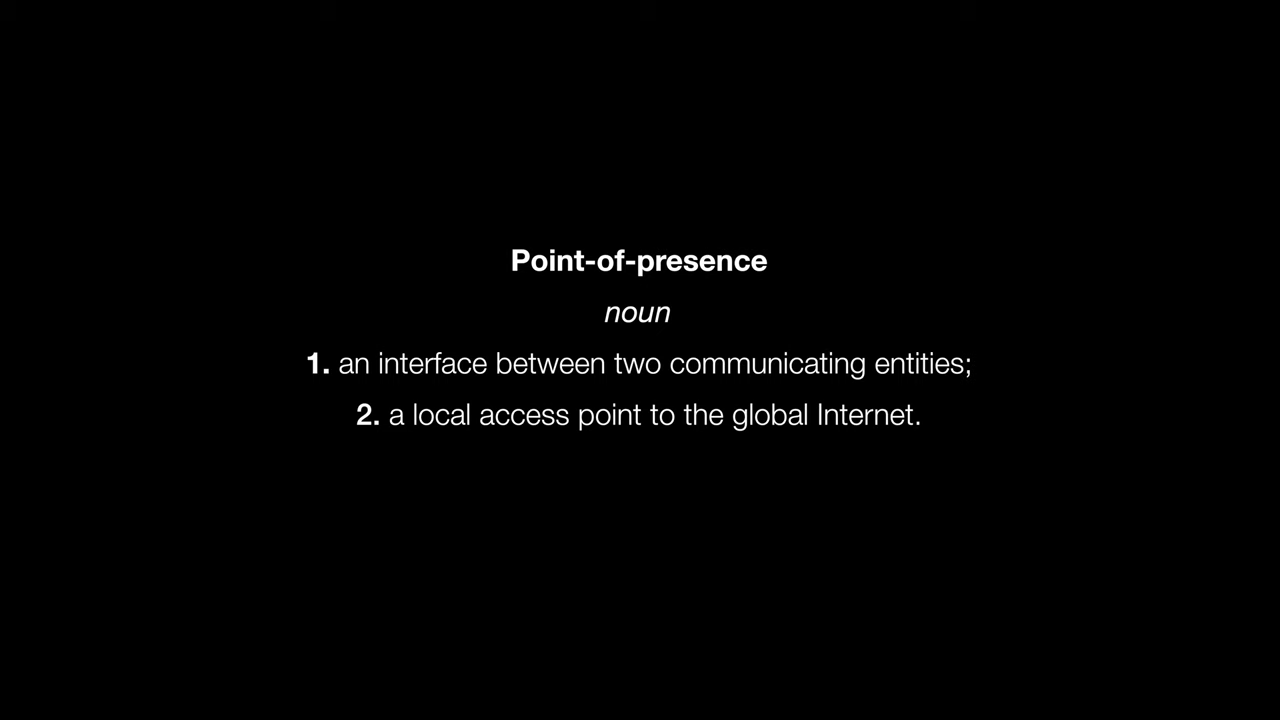 Point-of-presence
noun
1. an interface between two communicating entities;
2. a local access point to the global Internet.